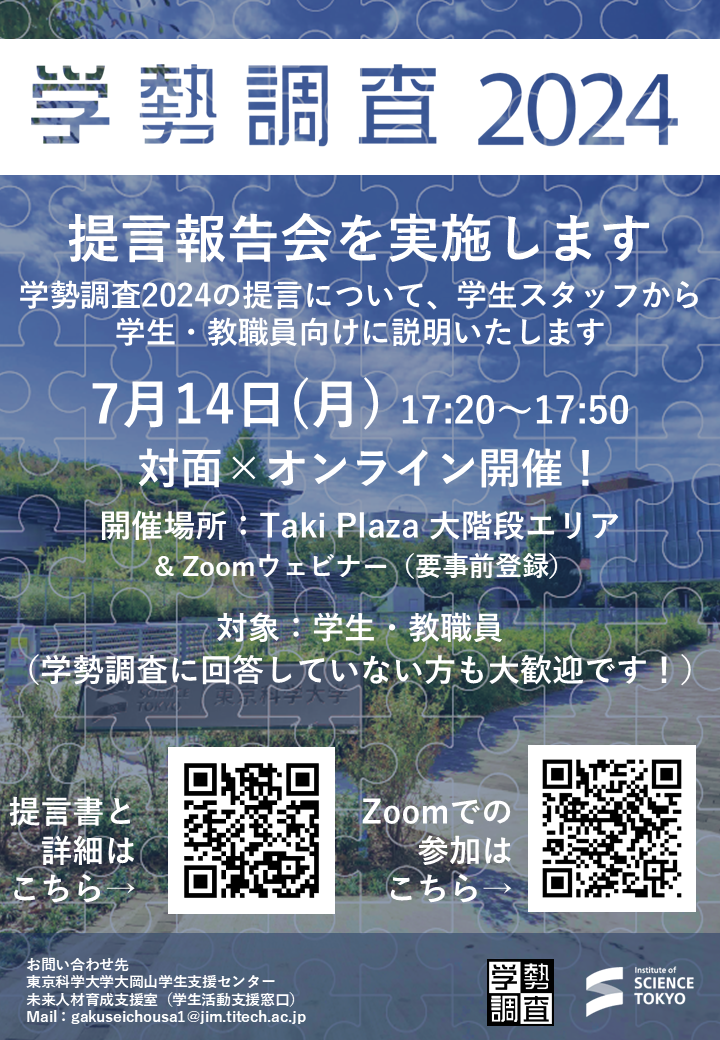 学勢調査 2024
提言報告会を実施します
学勢調査2024の提言について、学生スタッフから
学生・教職員向けに説明いたします
7月14日(月) 17:20～17:50
対面×オンライン開催！
開催場所：Taki Plaza 大階段エリア
& Zoomウェビナー（要事前登録）
対象：学生・教職員
（学勢調査に回答していない方も大歓迎です！）
SCIENCE
TOKYO
東京科学大学
提言書と
詳細は
こちら→
Zoomでの
参加は
こちら→
お問い合わせ先
東京科学大学大岡山学生支援センター
未来人材育成支援室（学生活動支援窓口）
Mail：gakuseichousa1@jim.titech.ac.jp
学勢
調査
Institute of
SCIENCE
TOKYO